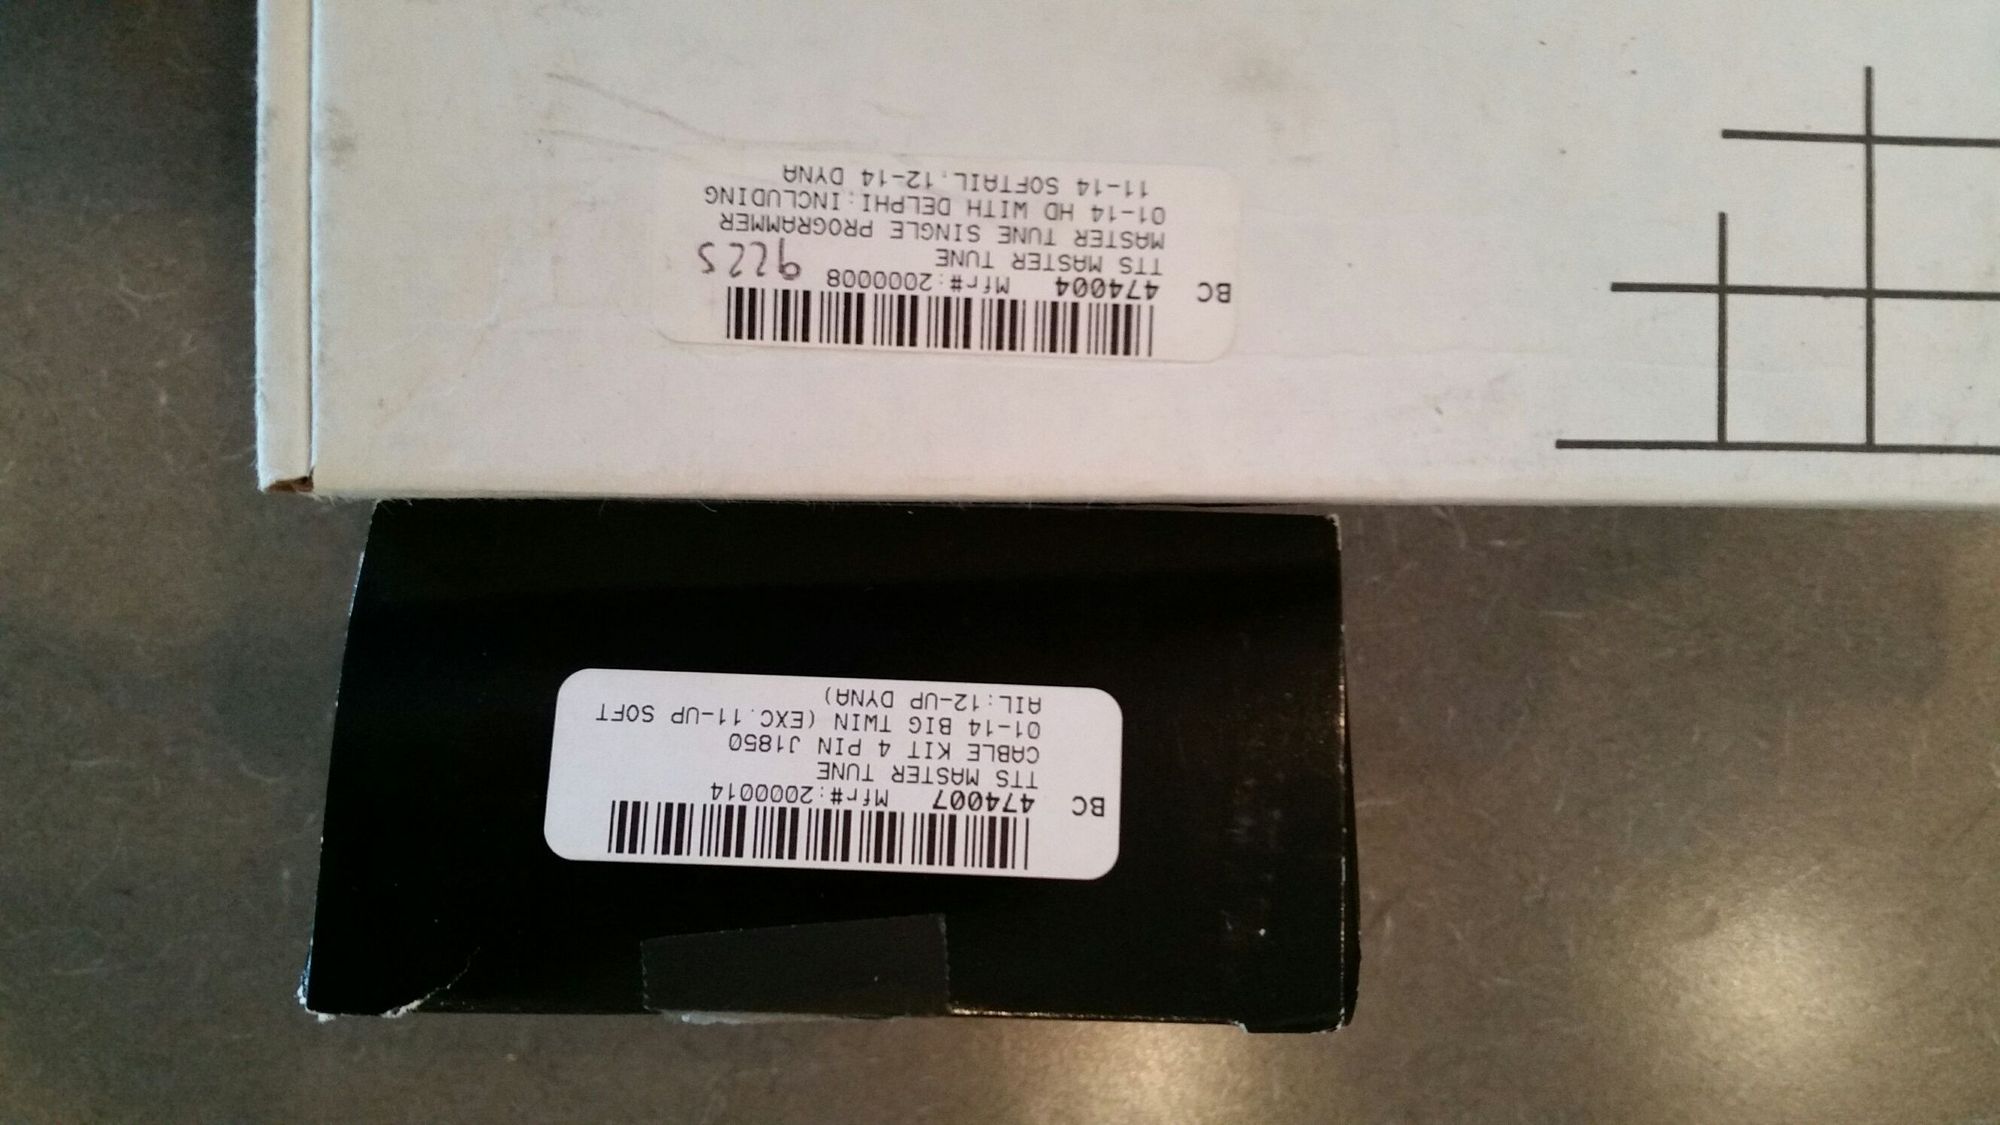 BC 474007 Mfr#:2000014
TTS MASTER TUNE
CABLE KIT 4 PIN J1850
01-14 BIG TWIN (EXC.11-UP SOFT
AIL:12-UP DYNA)
BC 474004 Mfr#:2000008
TTS MASTER TUNE
MASTER TUNE SINGLE PROGRAMMER
01-14 HD WITH DELPHI:INCLUDING
11-14 SOFTAIL.12-14 DYNA